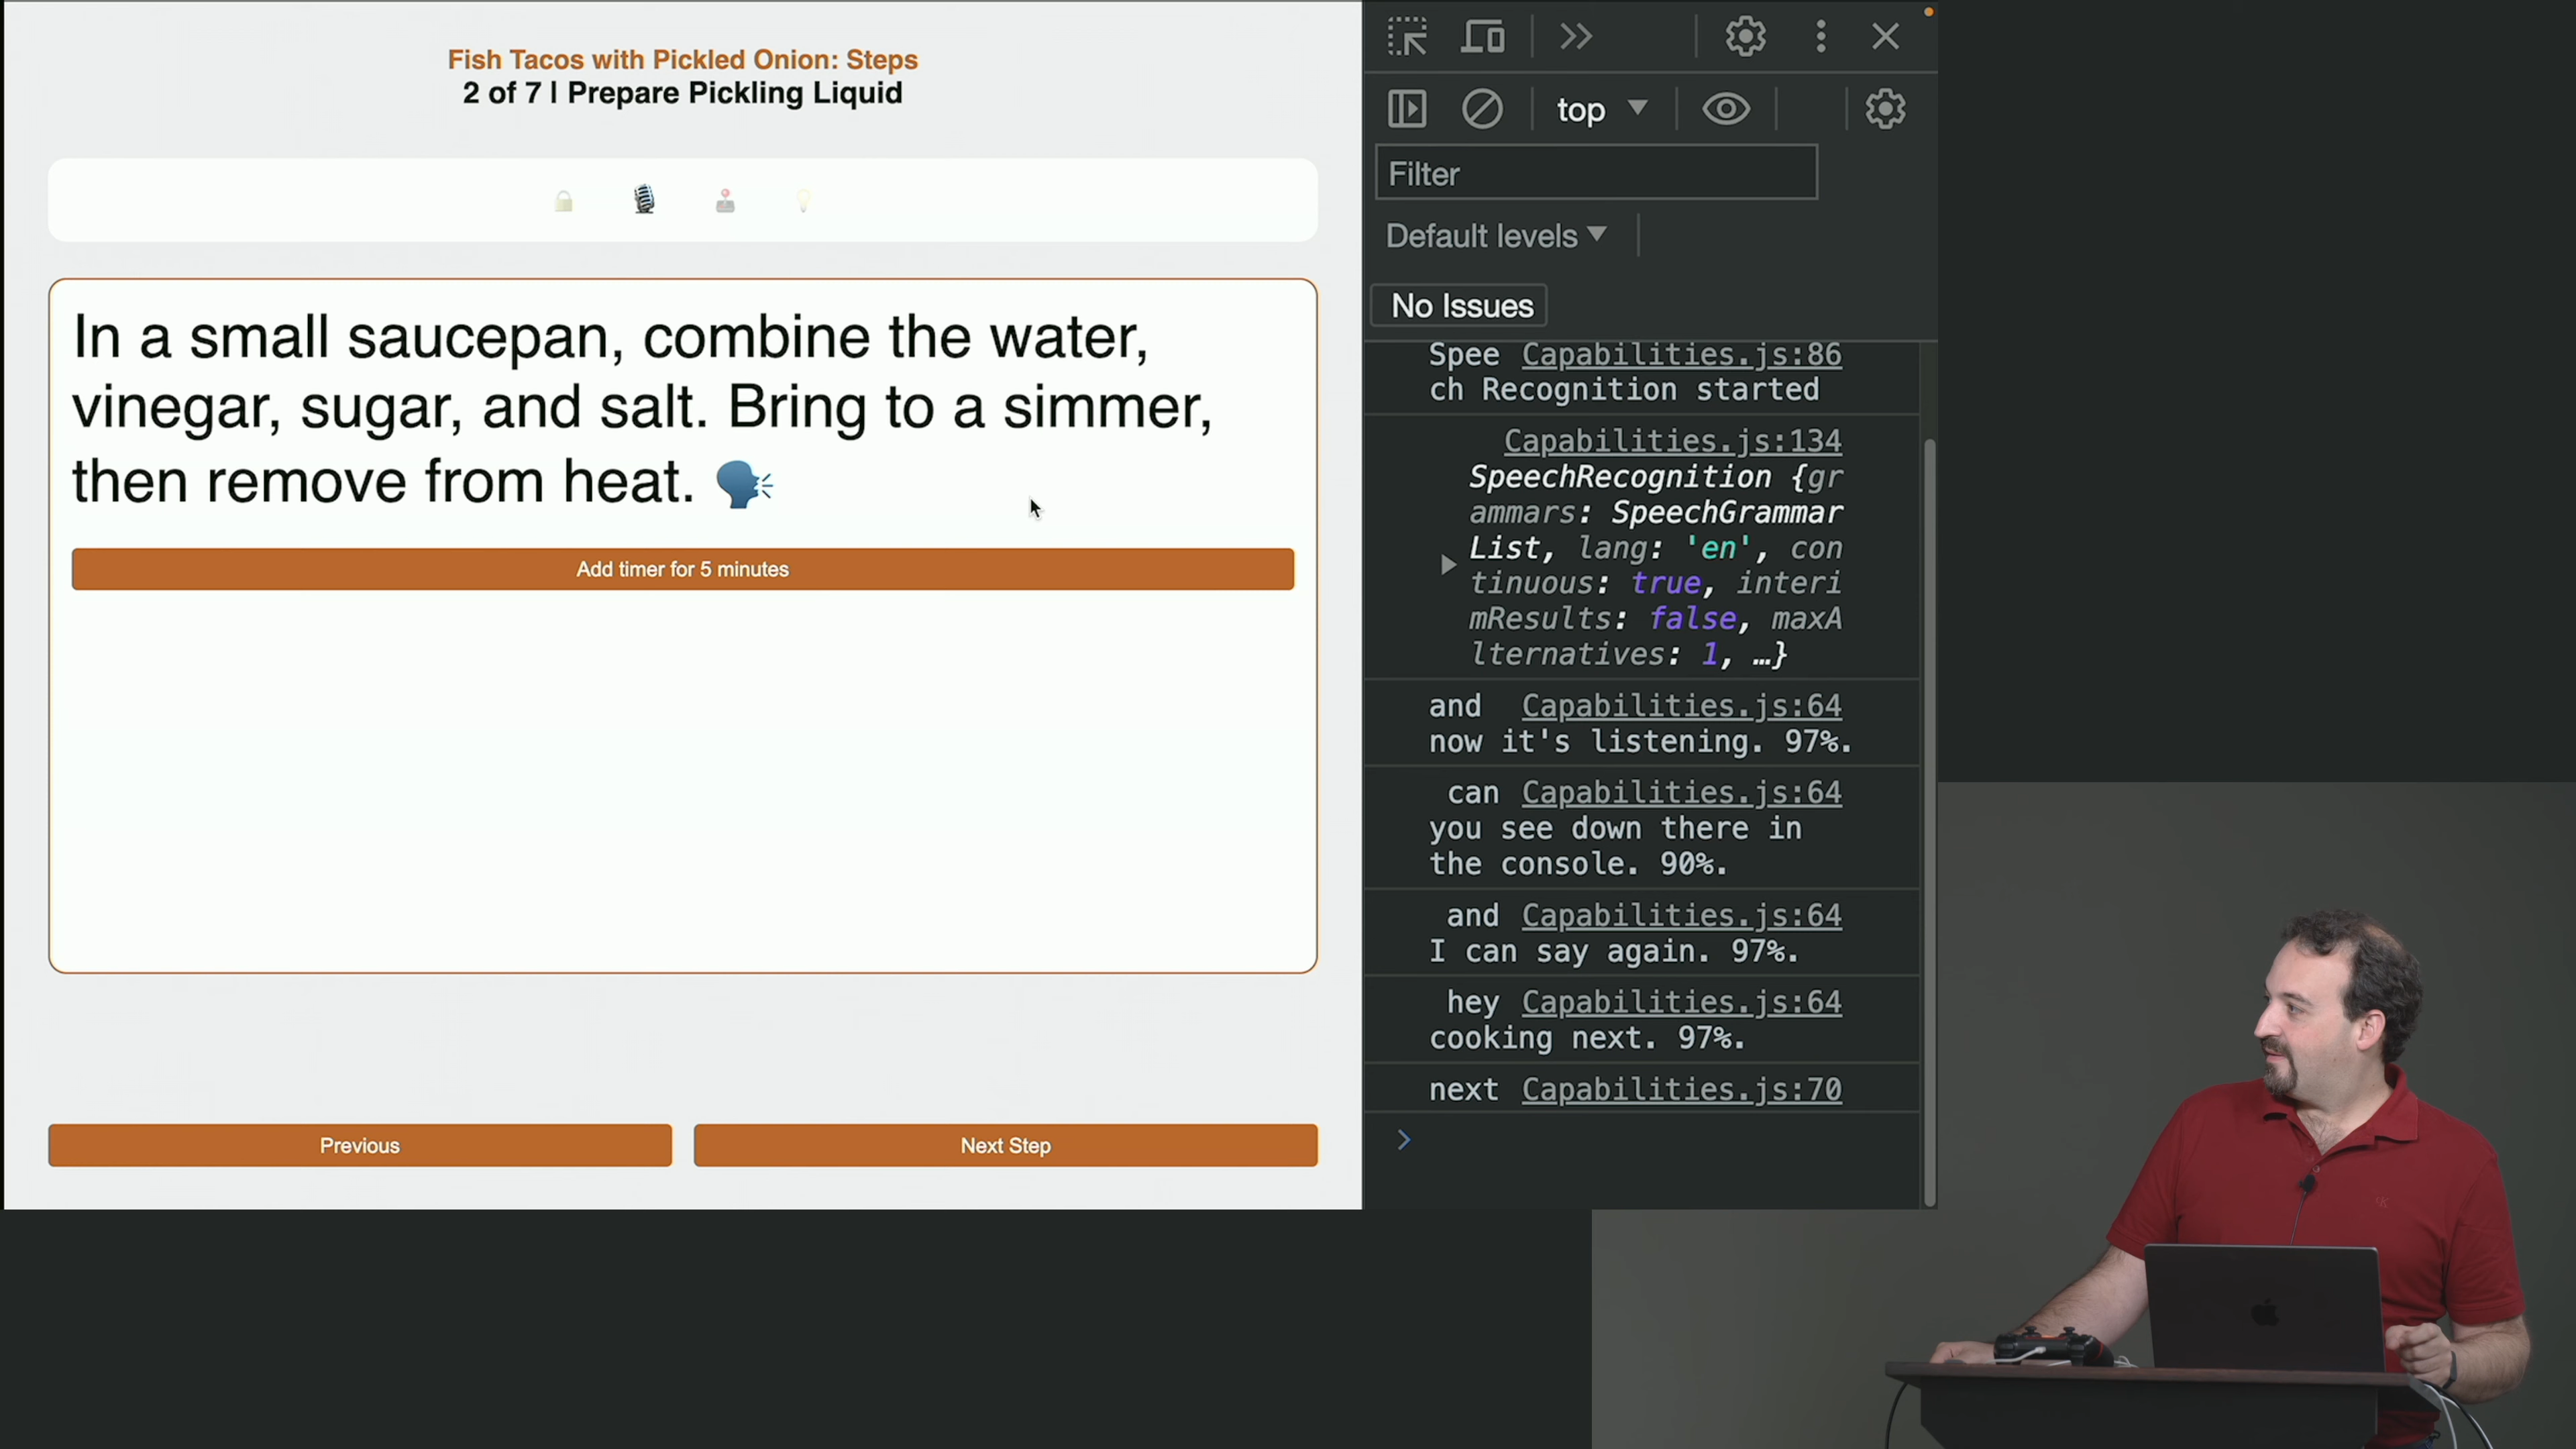 Fish Tacos with Pickled Onion: Steps
2 of 7 | Prepare Pickling Liquid
In a small saucepan, combine the water,
vinegar, sugar, and salt. Bring to a simmer,
then remove from heat.
Add timer for 5 minutes
Previous
Next Step
top
Filter
Default levels
No Issues
Spee Capabilities.js:86
ch Recognition started
Capabilities.js:134
SpeechRecognition {gr
ammars: SpeechGrammar
List, lang: 'en', con
tinuous: true, interi
mResults: false, maxA
lternatives: 1, …}
and Capabilities.js:64
now it's listening. 97%.
can Capabilities.js:64
you see down there in
the console. 90%.
and Capabilities.js:64
I can say again. 97%.
hey Capabilities.js:64
cooking next. 97%.
next Capabilities.js:70